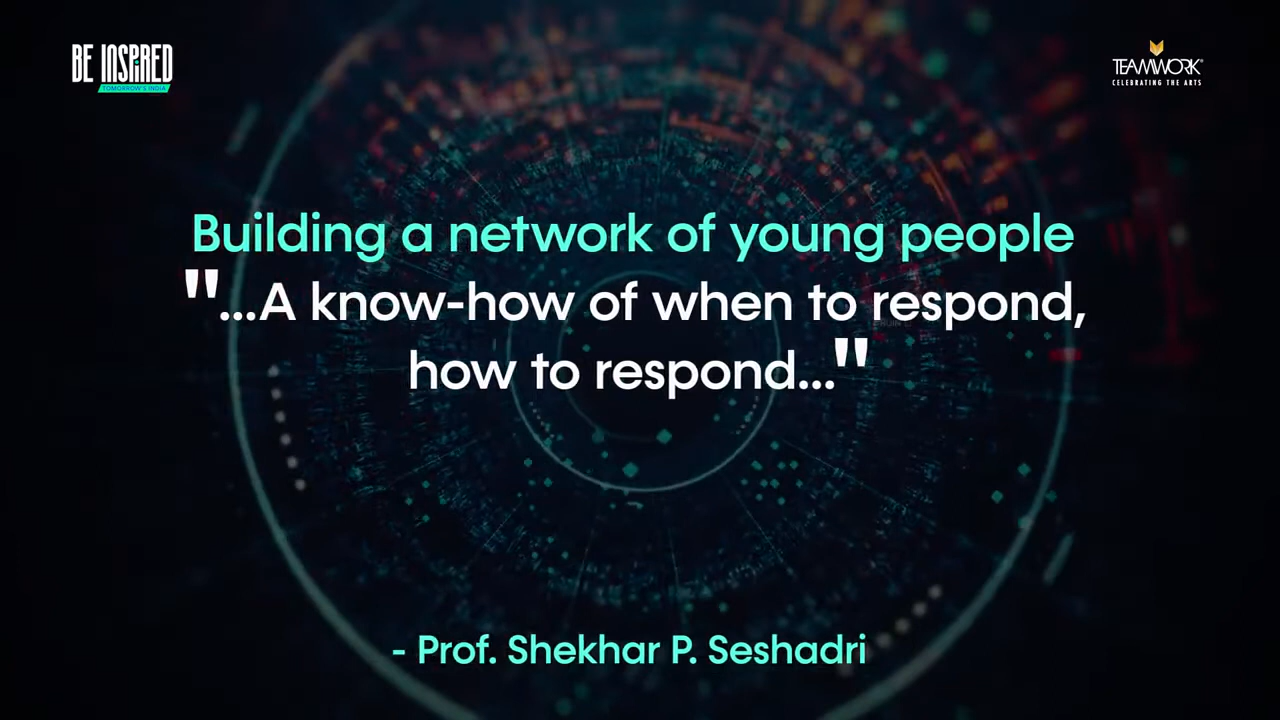 BE INSPIRED
TOMORROW'S INDIA
TEAMWORK
CELEBRATING THE ARTS
Building a network of young people
"...A know-how of when to respond,
how to respond..."
- Prof. Shekhar P. Seshadri